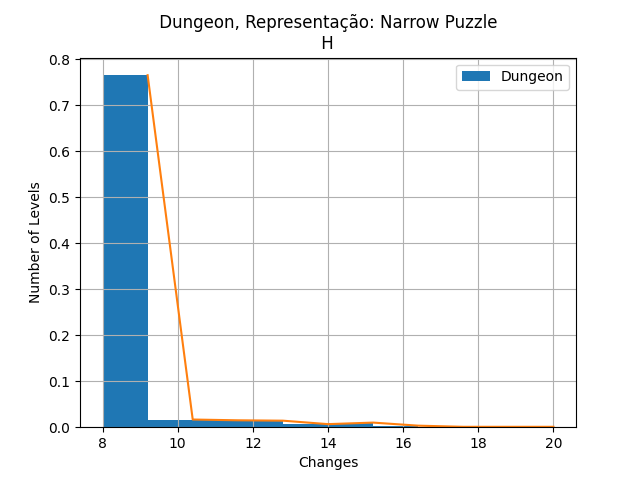 Dungeon, Representação: Narrow Puzzle
H
Dungeon
Number of Levels
0.8
0.7
0.6
0.5
0.4
0.3
0.2
0.1
0.0
8 10 12 14 16 18 20
Changes